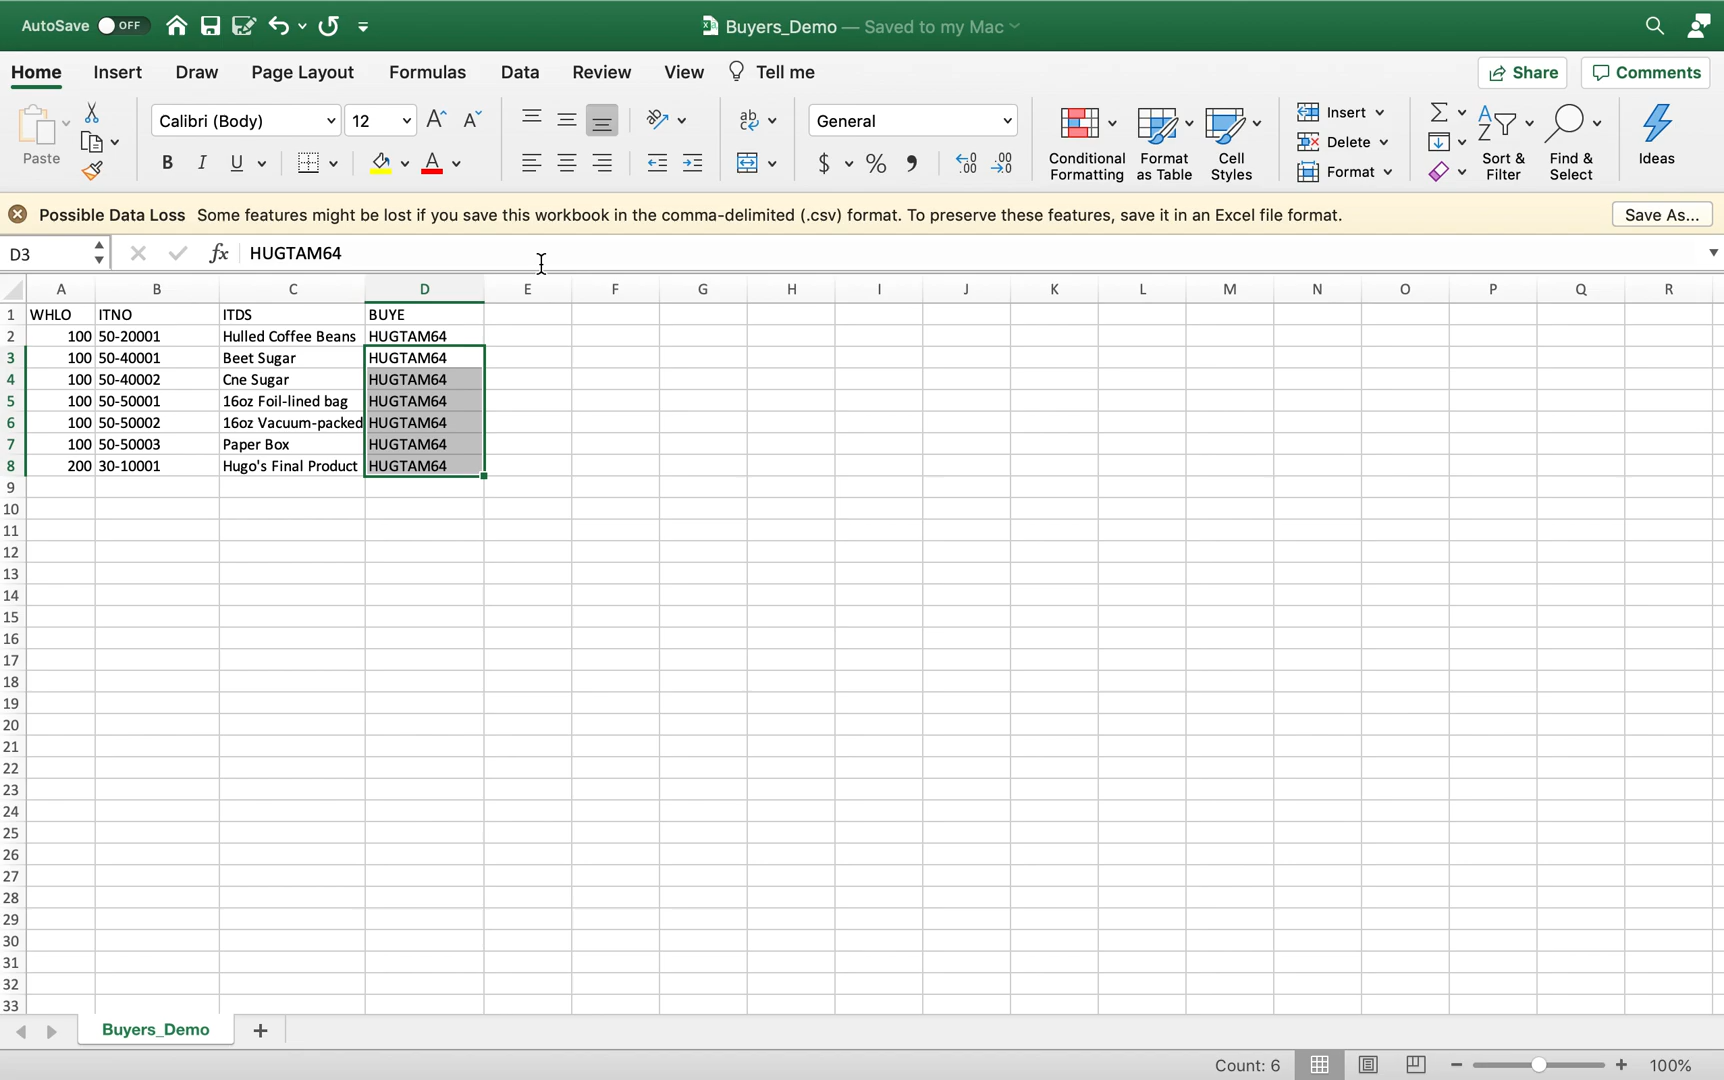 AutoSave OFF Buyers_Demo — Saved to my Mac
Home Insert Draw Page Layout Formulas Data Review View Tell me Share Comments
Paste Calibri (Body) 12 General Conditional Formatting Format as Table Cell Styles Insert Delete Format Sort & Filter Find & Select Ideas
Possible Data Loss Some features might be lost if you save this workbook in the comma-delimited (.csv) format. To preserve these features, save it in an Excel file format. Save As...
D3 fx HUGTAM64
A B C D E F G H I J K L M N O P Q R
1 WHLO ITNO ITDS BUYE
2 100 50-20001 Hulled Coffee Beans HUGTAM64
3 100 50-40001 Beet Sugar HUGTAM64
4 100 50-40002 Cne Sugar HUGTAM64
5 100 50-50001 16oz Foil-lined bag HUGTAM64
6 100 50-50002 16oz Vacuum-packed HUGTAM64
7 100 50-50003 Paper Box HUGTAM64
8 200 30-10001 Hugo's Final Product HUGTAM64
9
10
11
12
13
14
15
16
17
18
19
20
21
22
23
24
25
26
27
28
29
30
31
32
33
Buyers_Demo
Count: 6 100%